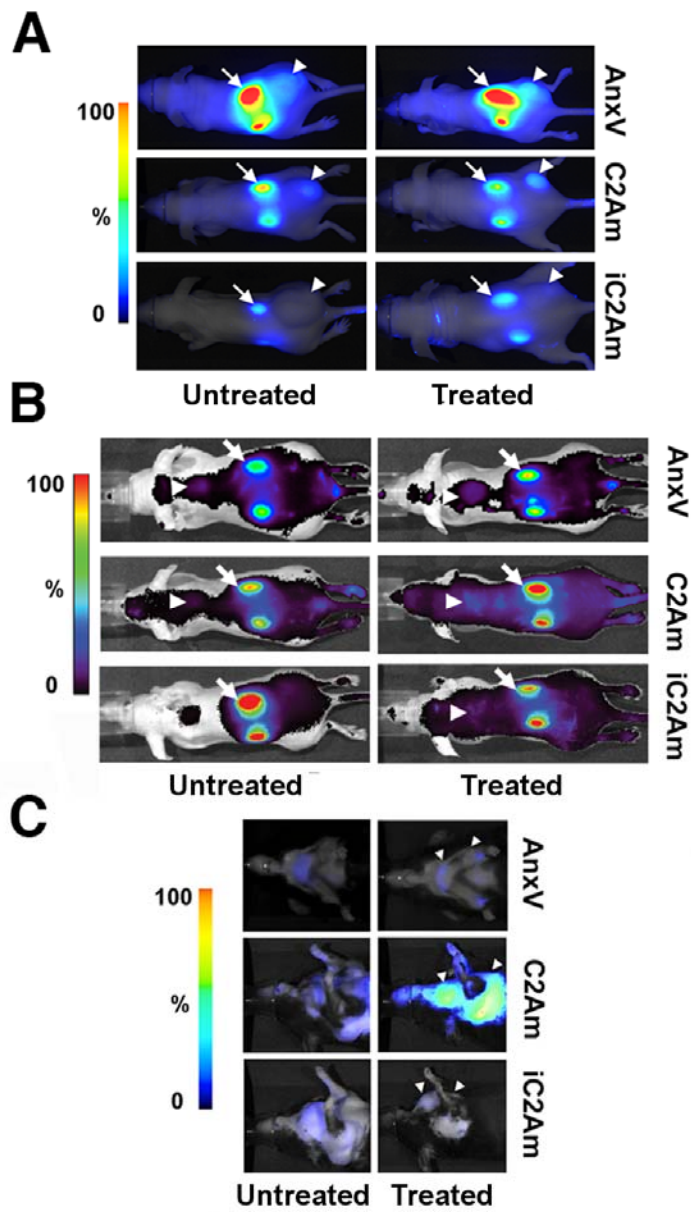 A
100
%
0
AnxV
C2Am
iC2Am
Untreated
Treated
B
100
%
0
AnxV
C2Am
iC2Am
Untreated
Treated
C
100
%
0
AnxV
C2Am
iC2Am
Untreated
Treated